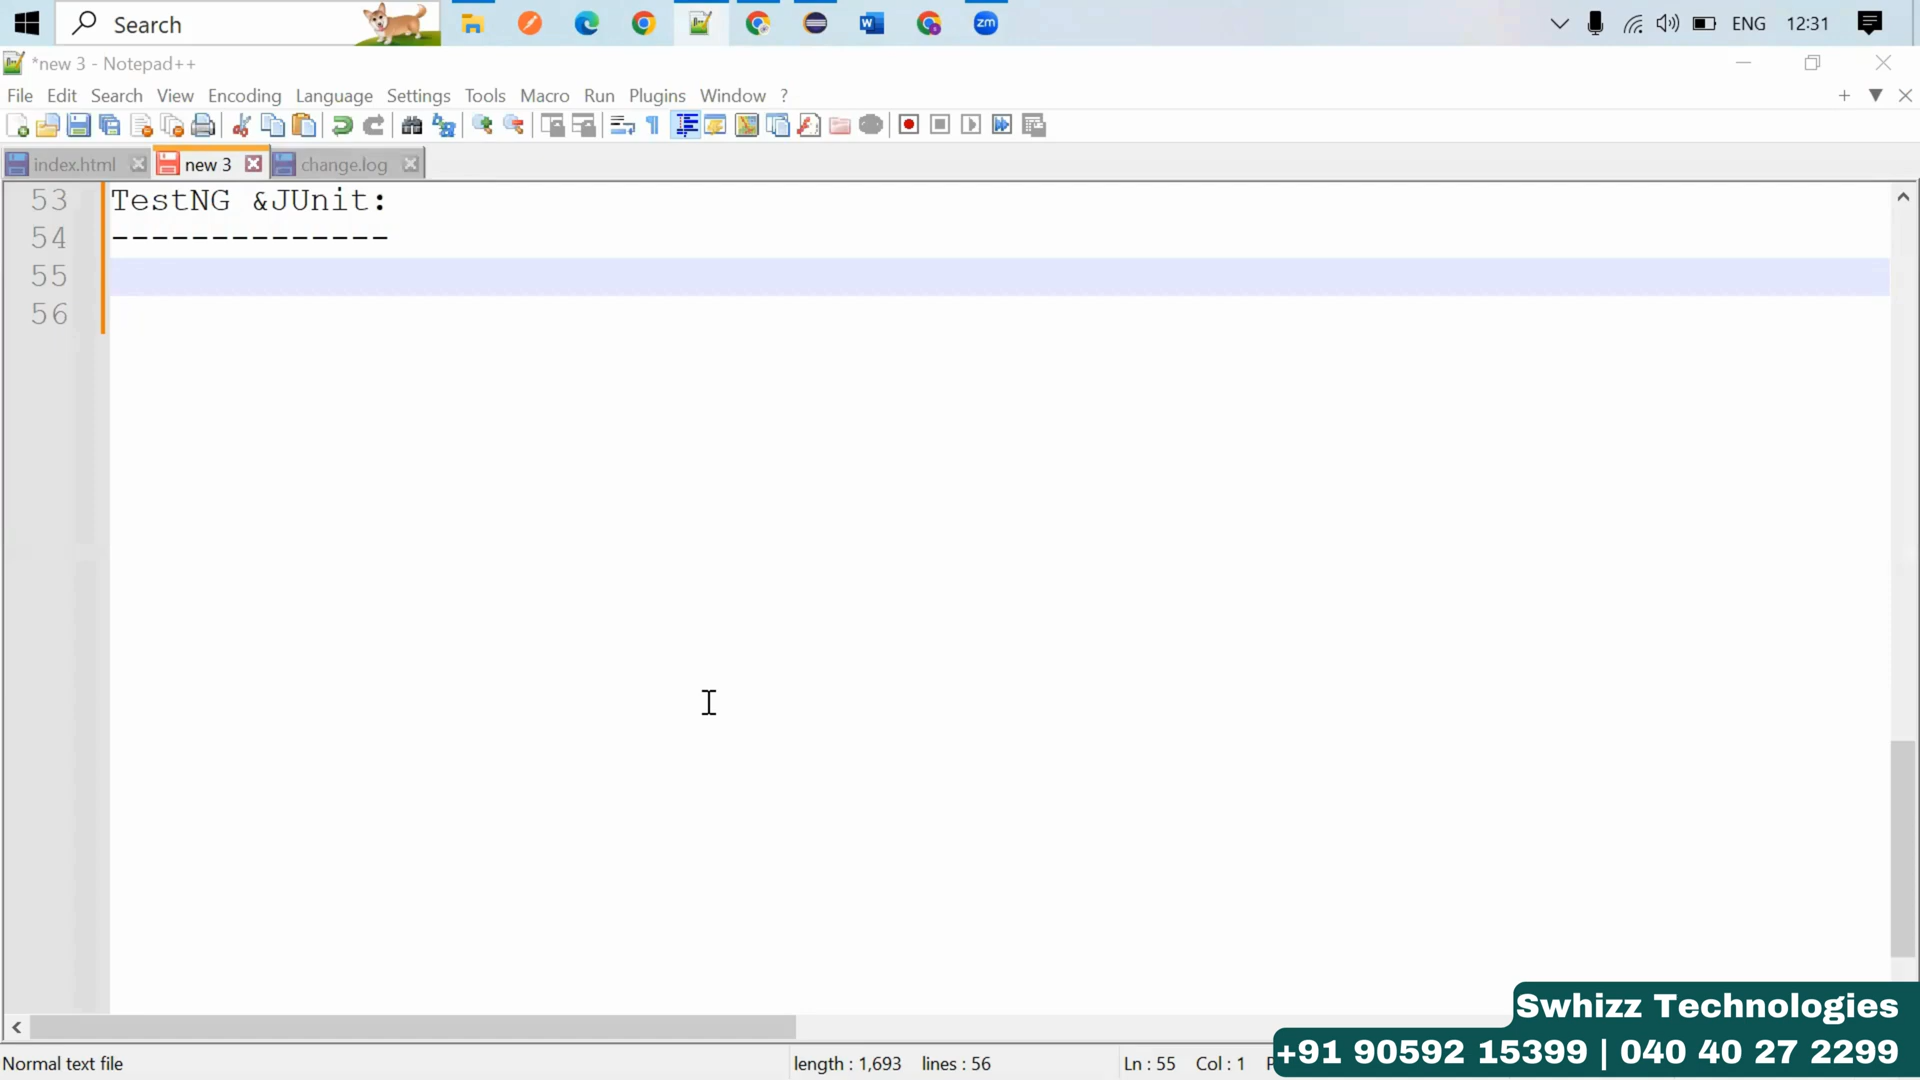 Search
zm
ENG
12:31
*new 3 - Notepad++
File Edit Search View Encoding Language Settings Tools Macro Run Plugins Window ?
index.html
new 3
change.log
53 TestNG &JUnit:
54 --------------
55
56
Normal text file
length : 1,693 lines : 56
Ln : 55 Col : 1 P
Swhizz Technologies
+91 90592 15399 | 040 40 27 2299